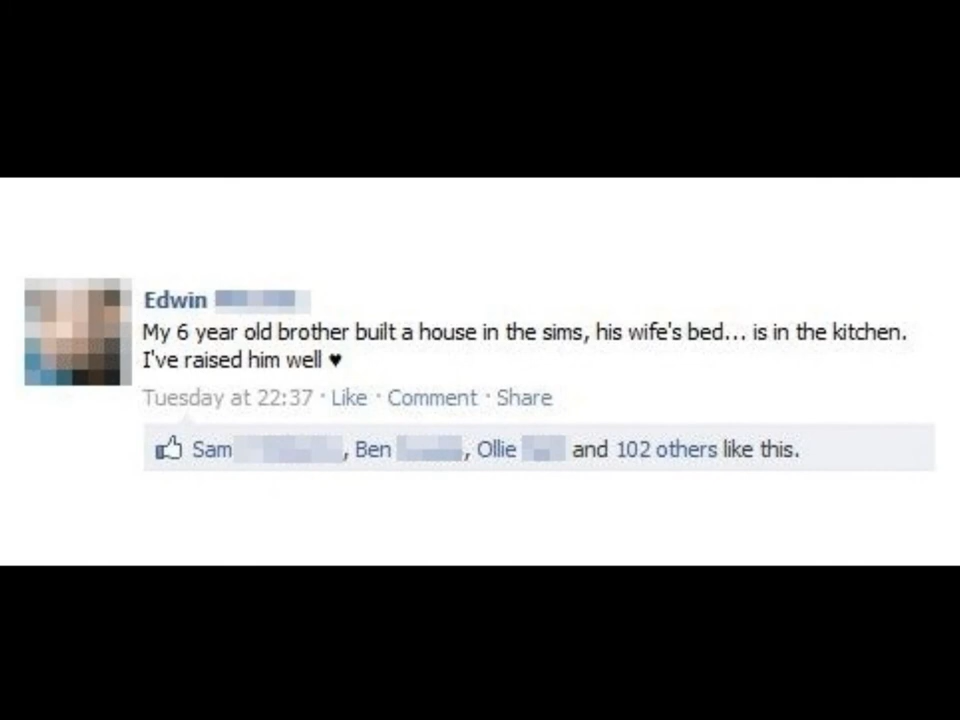 Edwin
My 6 year old brother built a house in the sims, his wife's bed... is in the kitchen.
I've raised him well ♥
Tuesday at 22:37 · Like · Comment · Share
Sam , Ben , Ollie and 102 others like this.